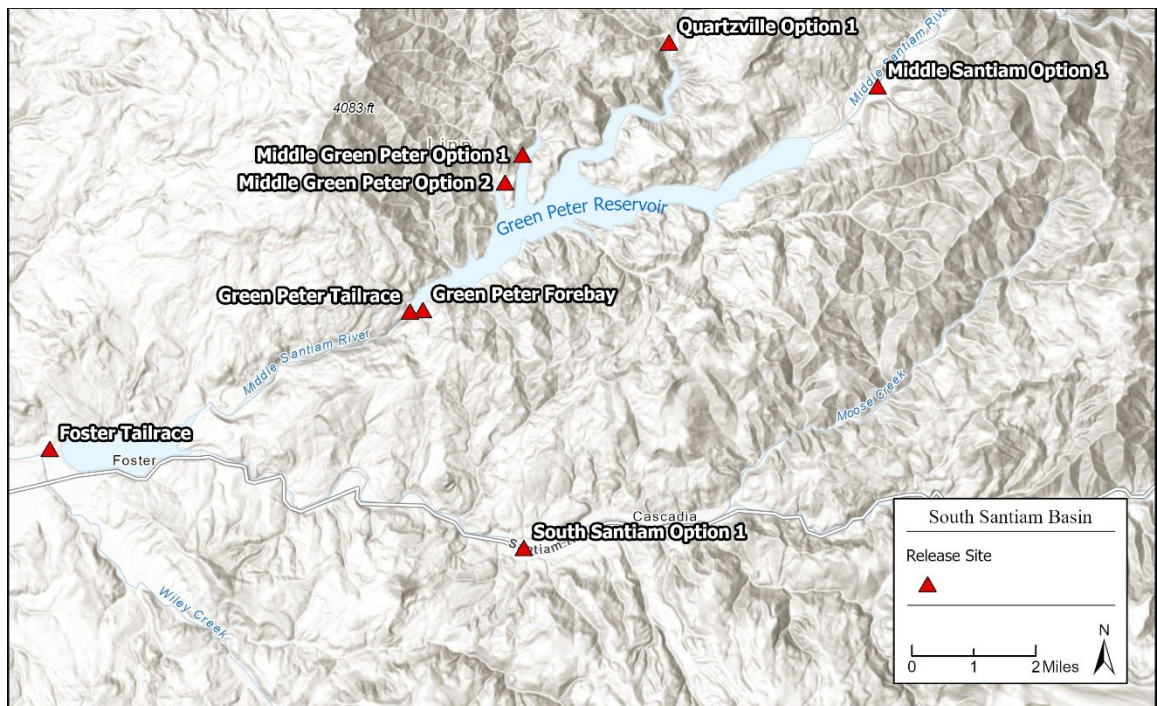 Quartzville Option 1
Middle Santiam River
Middle Santiam Option 1
4083 ft
Middle Green Peter Option 1
Middle Green Peter Option 2
Green Peter Reservoir
Green Peter Tailrace
Green Peter Forebay
Middle Santiam River
Moose Creek
Foster Tailrace
Foster
Cascadia
South Santiam Option 1
Wiley Creek
South Santiam Basin
Release Site
N
0 1 2 Miles